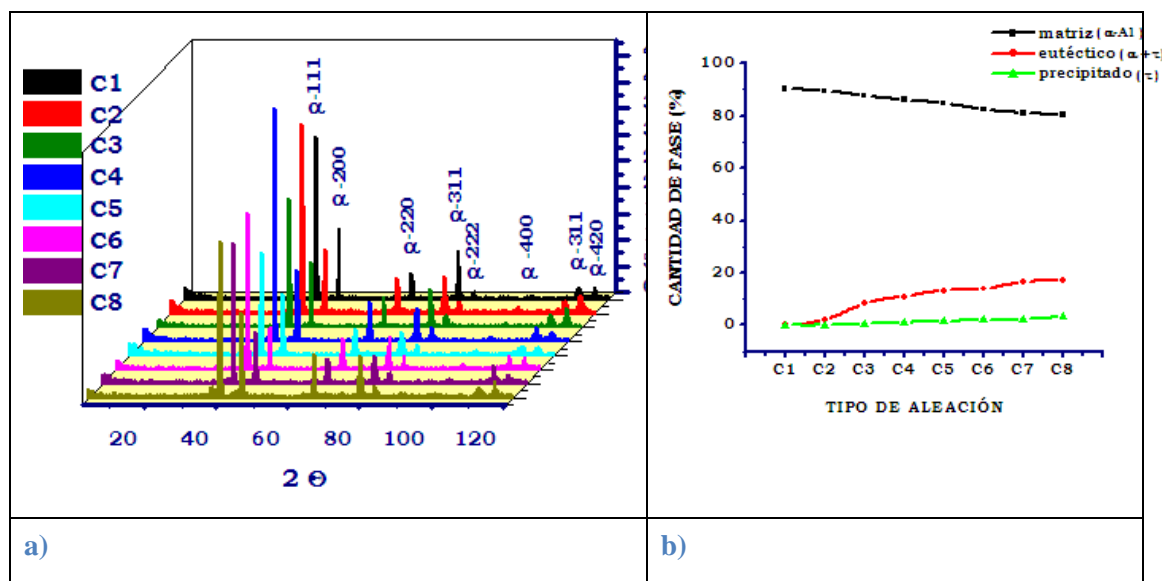 C1
C2
C3
C4
C5
C6
C7
C8
α-111
α-200
α-220
α-311
α-222
α-400
α-311
α-420
20 40 60 80 100 120
2 Θ
matriz (α-Al)
eutéctico (α+τ)
precipitado (τ)
CANTIDAD DE FASE (%)
100
80
60
40
20
0
C1 C2 C3 C4 C5 C6 C7 C8
TIPO DE ALEACIÓN
a) b)